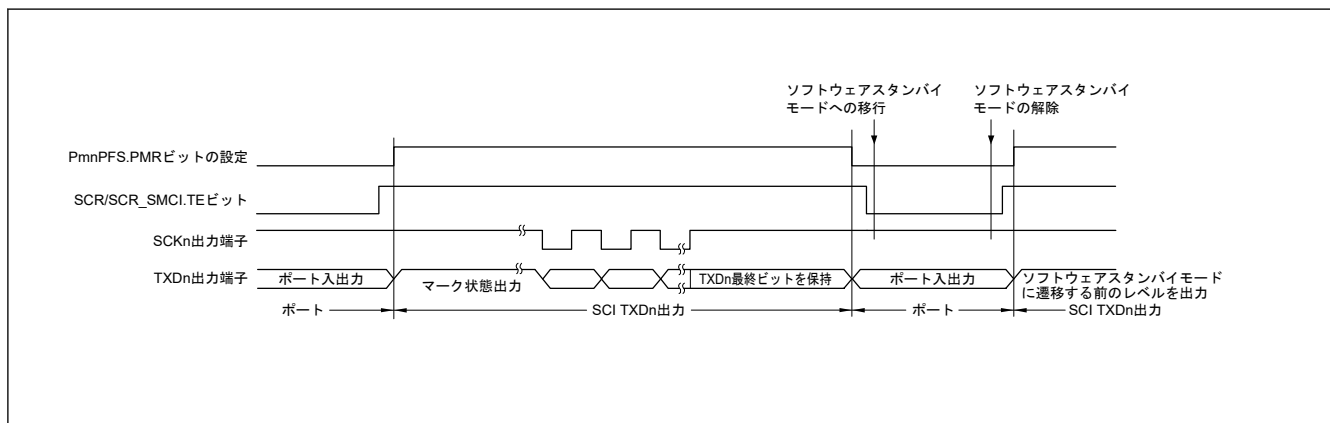 ソフトウェアスタンバイ
モードへの移行
ソフトウェアスタンバイ
モードの解除
PmnPFS.PMRビットの設定
SCR/SCR_SMCI.TEビット
SCKn出力端子
TXDn出力端子
ポート入出力
マーク状態出力
TXDn最終ビットを保持
ポート入出力
ソフトウェアスタンバイモード
に遷移する前のレベルを出力
ポート
SCI TXDn出力
ポート
SCI TXDn出力